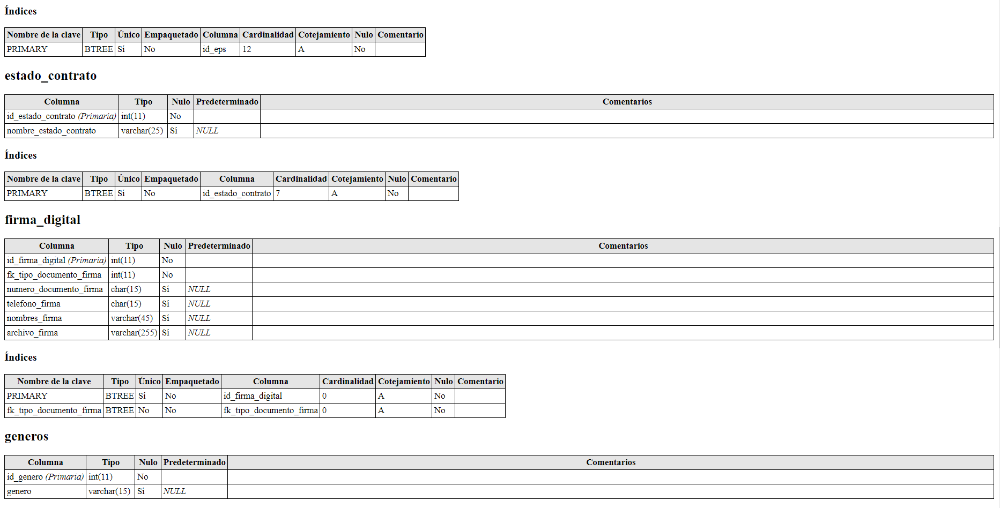 Índices
Nombre de la clave Tipo Único Empaquetado Columna Cardinalidad Cotejamiento Nulo Comentario
PRIMARY BTREE Sí No id_eps 12 A No
estado_contrato
Columna Tipo Nulo Predeterminado Comentarios
id_estado_contrato (Primaria) int(11) No
nombre_estado_contrato varchar(25) Sí NULL
Índices
Nombre de la clave Tipo Único Empaquetado Columna Cardinalidad Cotejamiento Nulo Comentario
PRIMARY BTREE Sí No id_estado_contrato 7 A No
firma_digital
Columna Tipo Nulo Predeterminado Comentarios
id_firma_digital (Primaria) int(11) No
fk_tipo_documento_firma int(11) No
numero_documento_firma char(15) Sí NULL
telefono_firma char(15) Sí NULL
nombres_firma varchar(45) Sí NULL
archivo_firma varchar(255) Sí NULL
Índices
Nombre de la clave Tipo Único Empaquetado Columna Cardinalidad Cotejamiento Nulo Comentario
PRIMARY BTREE Sí No id_firma_digital 0 A No
fk_tipo_documento_firma BTREE No No fk_tipo_documento_firma 0 A No
generos
Columna Tipo Nulo Predeterminado Comentarios
id_genero (Primaria) int(11) No
genero varchar(15) Sí NULL